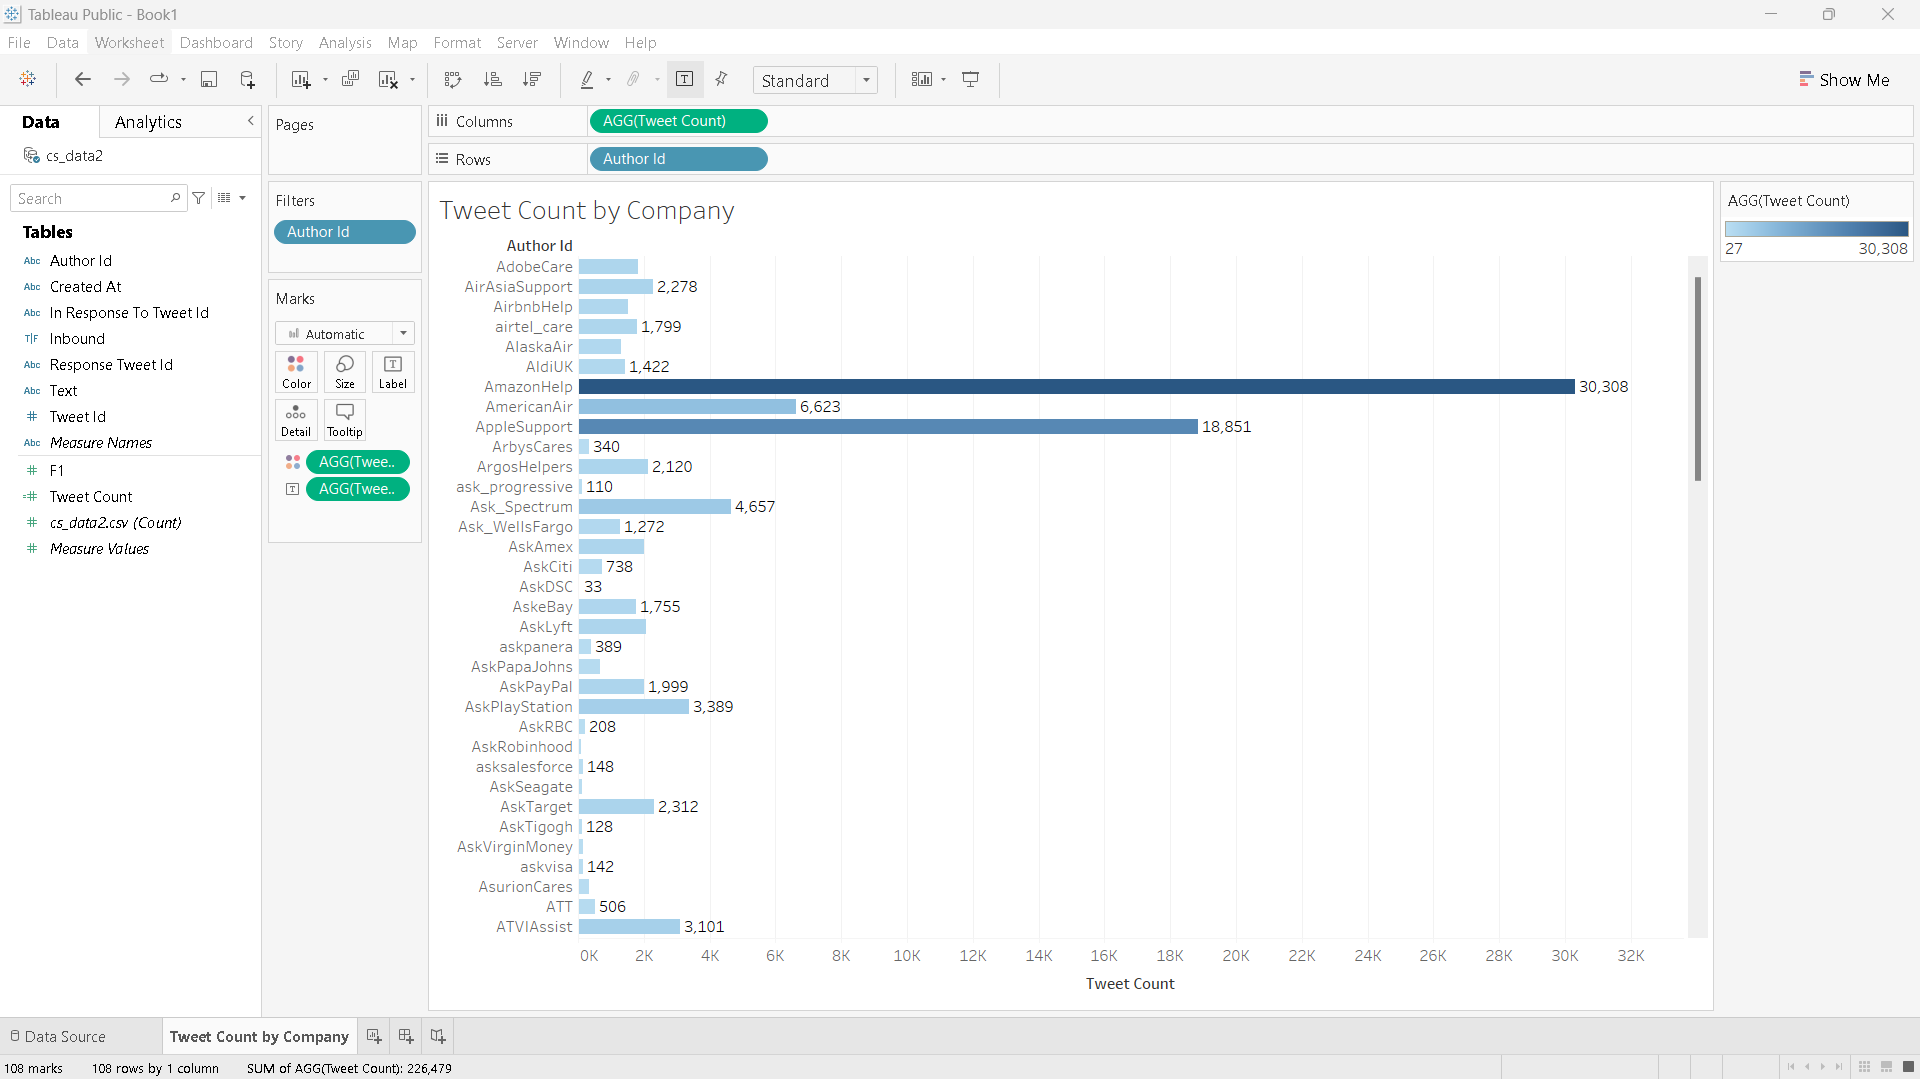 Tableau Public - Book1
File Data Worksheet Dashboard Story Analysis Map Format Server Window Help
Standard
Show Me
Data
Analytics
cs_data2
Search
Tables
Abc Author Id
Abc Created At
Abc In Response To Tweet Id
T|F Inbound
Abc Response Tweet Id
Abc Text
# Tweet Id
Abc Measure Names
# F1
=# Tweet Count
# cs_data2.csv (Count)
# Measure Values
Pages
Filters
Author Id
Marks
Automatic
Color Size Label
Detail Tooltip
AGG(Twee..
AGG(Twee..
Columns AGG(Tweet Count)
Rows Author Id
Tweet Count by Company
Author Id
AdobeCare
AirAsiaSupport 2,278
AirbnbHelp
airtel_care 1,799
AlaskaAir
AldiUK 1,422
AmazonHelp 30,308
AmericanAir 6,623
AppleSupport 18,851
ArbysCares 340
ArgosHelpers 2,120
ask_progressive 110
Ask_Spectrum 4,657
Ask_WellsFargo 1,272
AskAmex
AskCiti 738
AskDSC 33
AskeBay 1,755
AskLyft
askpanera 389
AskPapaJohns
AskPayPal 1,999
AskPlayStation 3,389
AskRBC 208
AskRobinhood
asksalesforce 148
AskSeagate
AskTarget 2,312
AskTigogh 128
AskVirginMoney
askvisa 142
AsurionCares
ATT 506
ATVIAssist 3,101
0K 2K 4K 6K 8K 10K 12K 14K 16K 18K 20K 22K 24K 26K 28K 30K 32K
Tweet Count
AGG(Tweet Count)
27 30,308
Data Source
Tweet Count by Company
108 marks 108 rows by 1 column SUM of AGG(Tweet Count): 226,479